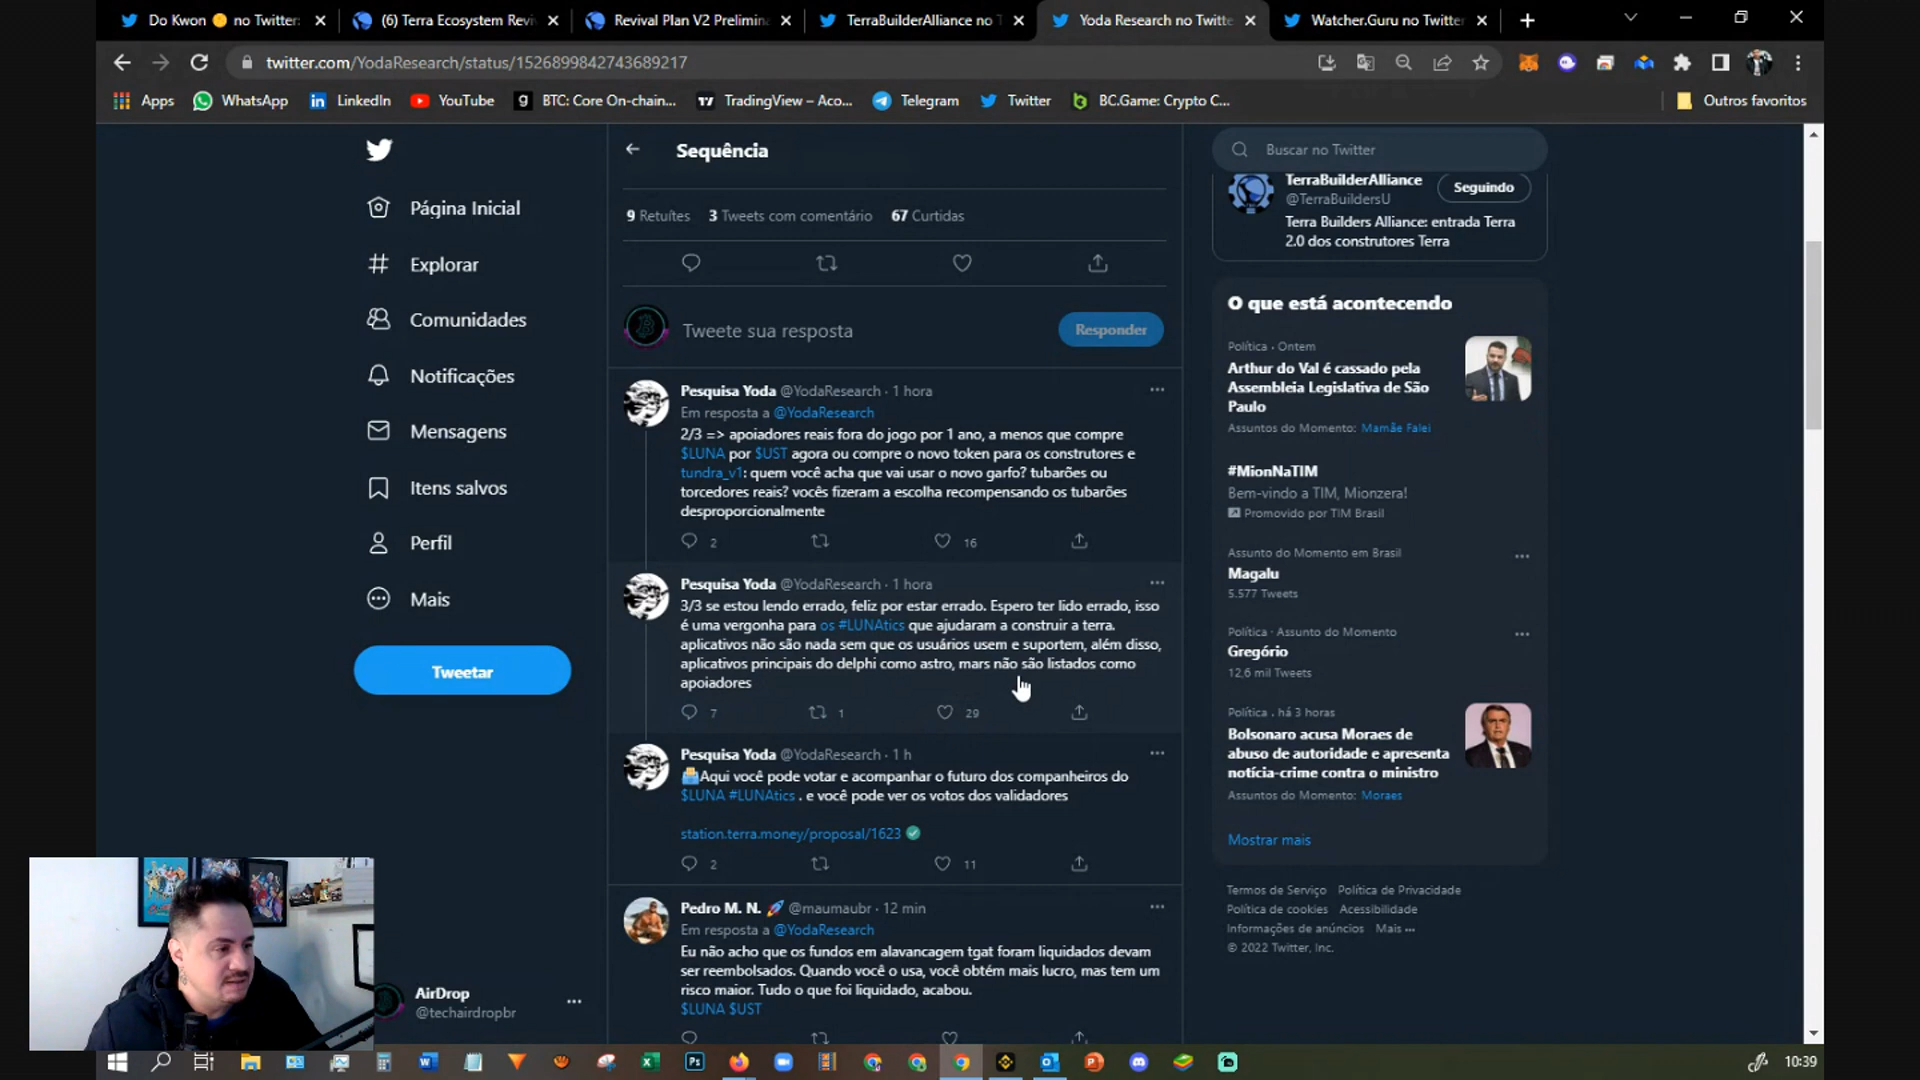 Do Kwon 🟡 no Twitter:
(6) Terra Ecosystem Revi
Revival Plan V2 Prelimin
TerraBuilderAlliance no T
Yoda Research no Twitte
Watcher.Guru no Twitter
twitter.com/YodaResearch/status/1526899842743689217
Apps
WhatsApp
LinkedIn
YouTube
BTC: Core On-chain...
TradingView – Aco...
Telegram
Twitter
BC.Game: Crypto C...
Outros favoritos
Página Inicial
Explorar
Comunidades
Notificações
Mensagens
Itens salvos
Perfil
Mais
Tweetar
AirDrop
@techairdropbr
Sequência
9 Retuítes 3 Tweets com comentário 67 Curtidas
Tweete sua resposta
Responder
Pesquisa Yoda @YodaResearch · 1 hora
Em resposta a @YodaResearch
2/3 => apoiadores reais fora do jogo por 1 ano, a menos que compre
$LUNA por $UST agora ou compre o novo token para os construtores e
tundra_v1: quem você acha que vai usar o novo garfo? tubarões ou
torcedores reais? vocês fizeram a escolha recompensando os tubarões
desproporcionalmente
2
16
Pesquisa Yoda @YodaResearch · 1 hora
3/3 se estou lendo errado, feliz por estar errado. Espero ter lido errado, isso
é uma vergonha para os #LUNAtics que ajudaram a construir a terra.
aplicativos não são nada sem que os usuários usem e suportem, além disso,
aplicativos principais do delphi como astro, mars não são listados como
apoiadores
7
1
29
Pesquisa Yoda @YodaResearch · 1 h
🗳️Aqui você pode votar e acompanhar o futuro dos companheiros do
$LUNA #LUNAtics . e você pode ver os votos dos validadores
station.terra.money/proposal/1623
2
11
Pedro M. N. 🚀 @maumaubr · 12 min
Em resposta a @YodaResearch
Eu não acho que os fundos em alavancagem tgat foram liquidados devam
ser reembolsados. Quando você o usa, você obtém mais lucro, mas tem um
risco maior. Tudo o que foi liquidado, acabou.
$LUNA $UST
Buscar no Twitter
TerraBuilderAlliance
@TerraBuildersU
Seguindo
Terra Builders Alliance: entrada Terra
2.0 dos construtores Terra
O que está acontecendo
Política · Ontem
Arthur do Val é cassado pela
Assembleia Legislativa de São
Paulo
Assuntos do Momento: Mamãe Falei
#MionNaTIM
Bem-vindo a TIM, Mionzera!
Promovido por TIM Brasil
Assunto do Momento em Brasil
Magalu
5.577 Tweets
Política · Assunto do Momento
Gregório
12,6 mil Tweets
Política . há 3 horas
Bolsonaro acusa Moraes de
abuso de autoridade e apresenta
notícia-crime contra o ministro
Assuntos do Momento: Moraes
Mostrar mais
Termos de Serviço Política de Privacidade
Política de cookies Acessibilidade
Informações de anúncios Mais ···
© 2022 Twitter, Inc.
10:39